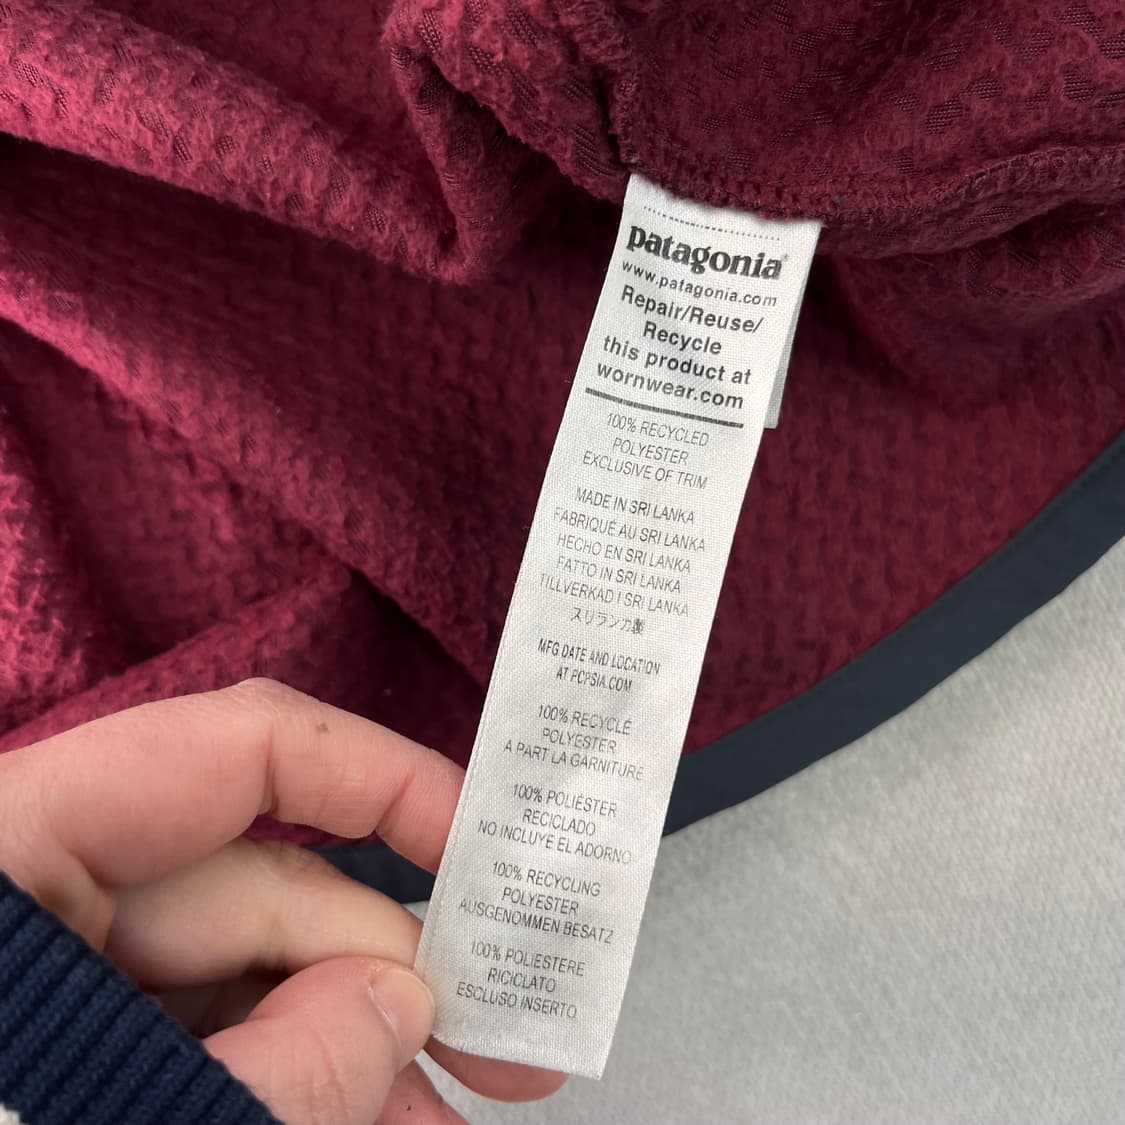 patagonia®
www.patagonia.com
Repair/Reuse/
Recycle
this product at
wornwear.com
100% RECYCLED
POLYESTER
EXCLUSIVE OF TRIM
MADE IN SRI LANKA
FABRIQUÉ AU SRI LANKA
HECHO EN SRI LANKA
FATTO IN SRI LANKA
TILLVERKAD I SRI LANKA
スリランカ製
MFG DATE AND LOCATION
AT PCPSIA.COM
100% RECYCLÉ
POLYESTER
A PART LA GARNITURE
100% POLIÉSTER
RECICLADO
NO INCLUYE EL ADORNO
100% RECYCLING
POLYESTER
AUSGENOMMEN BESATZ
100% POLIESTERE
RICICLATO
ESCLUSO INSERTO